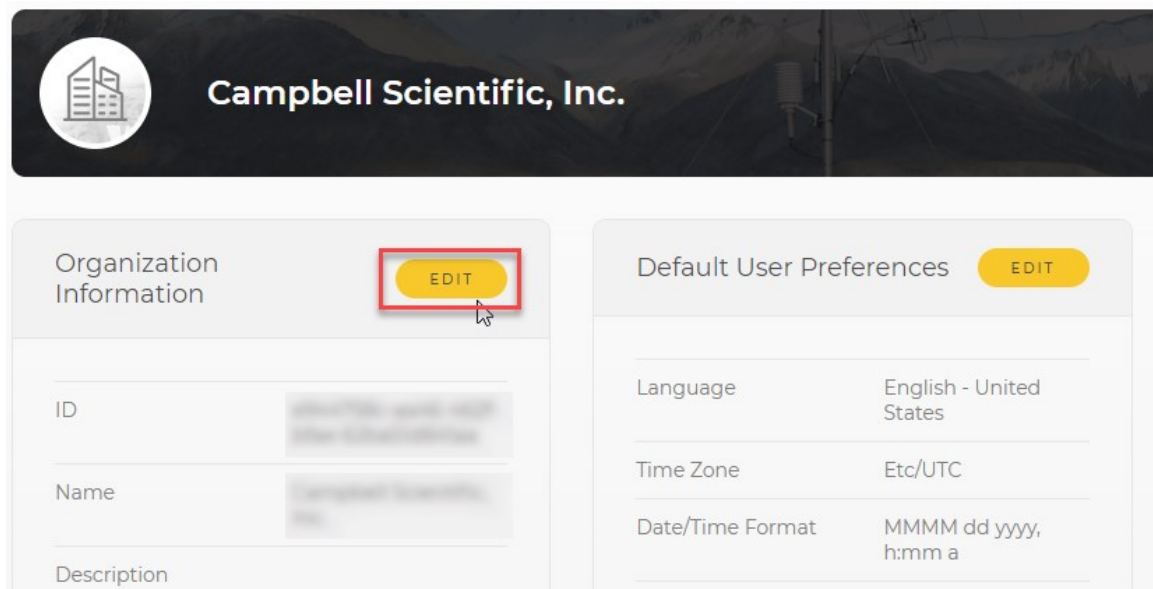 Campbell Scientific, Inc.
Organization
Information
EDIT
ID
Name
Description
Default User Preferences
EDIT
Language
English - United
States
Time Zone
Etc/UTC
Date/Time Format
MMMM dd yyyy,
h:mm a